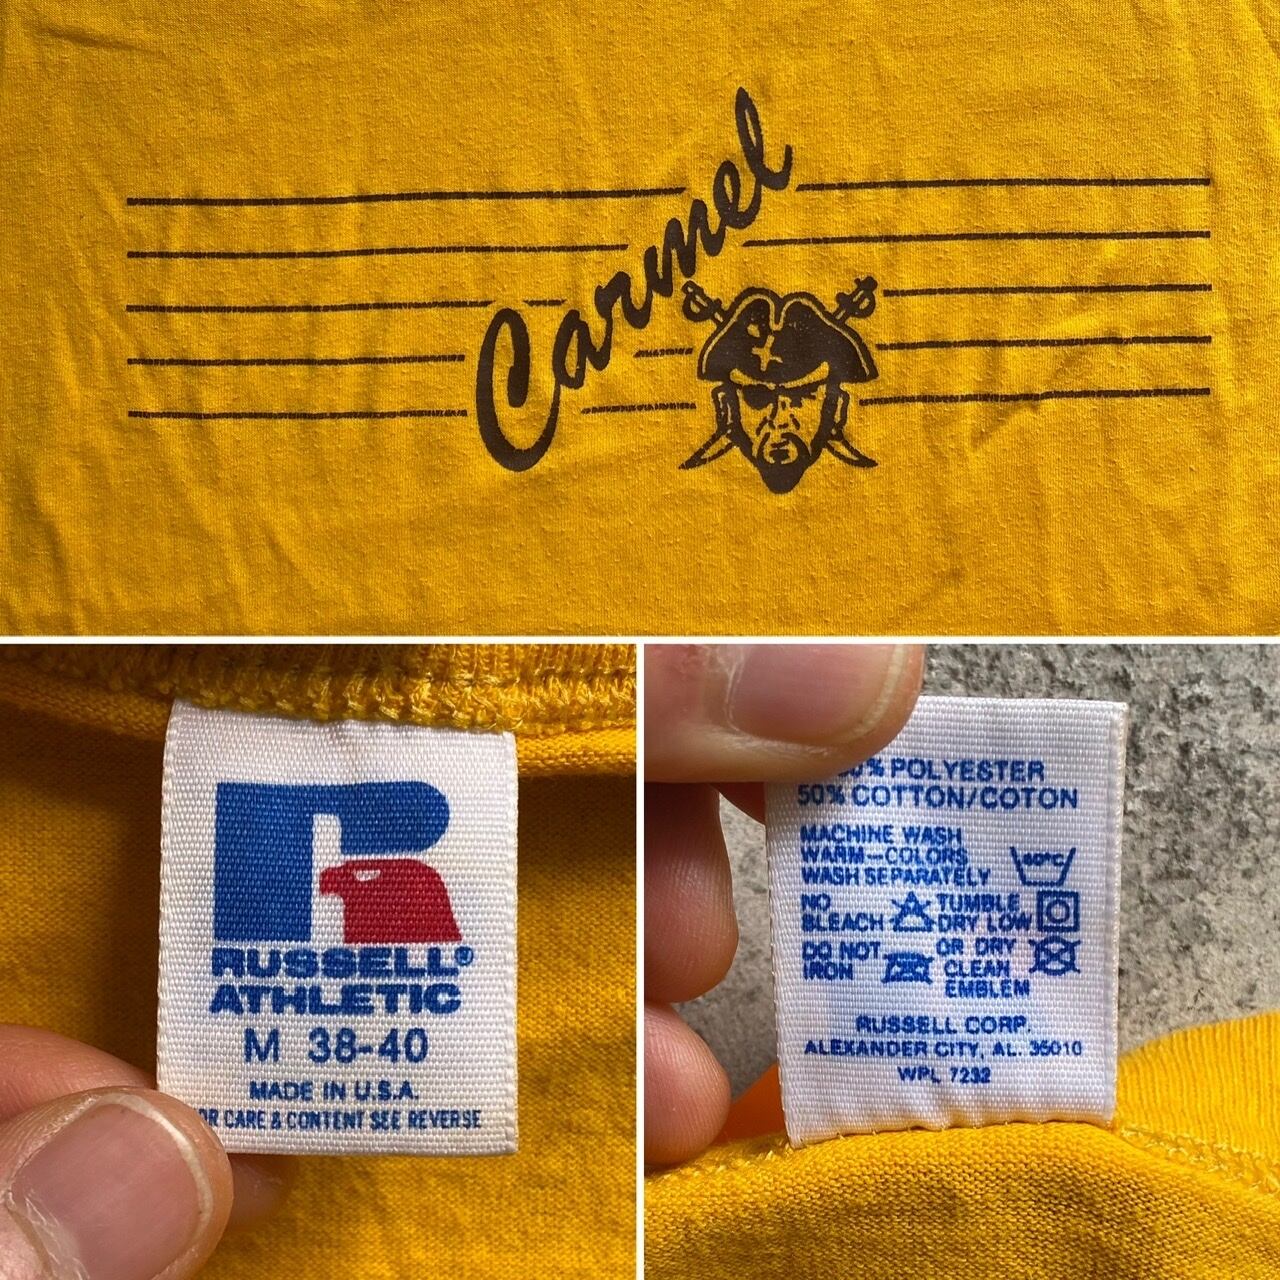 Carmel
RUSSELL®
ATHLETIC
M 38-40
MADE IN U.S.A.
CARE & CONTENT SEE REVERSE
% POLYESTER
50% COTTON/COTON
MACHINE WASH
WARM-COLORS
WASH SEPARATELY
40°C
NO
BLEACH
TUMBLE
DRY LOW
DO NOT
IRON
OR DRY
CLEAN
EMBLEM
RUSSELL CORP.
ALEXANDER CITY, AL. 35010
WPL 7232